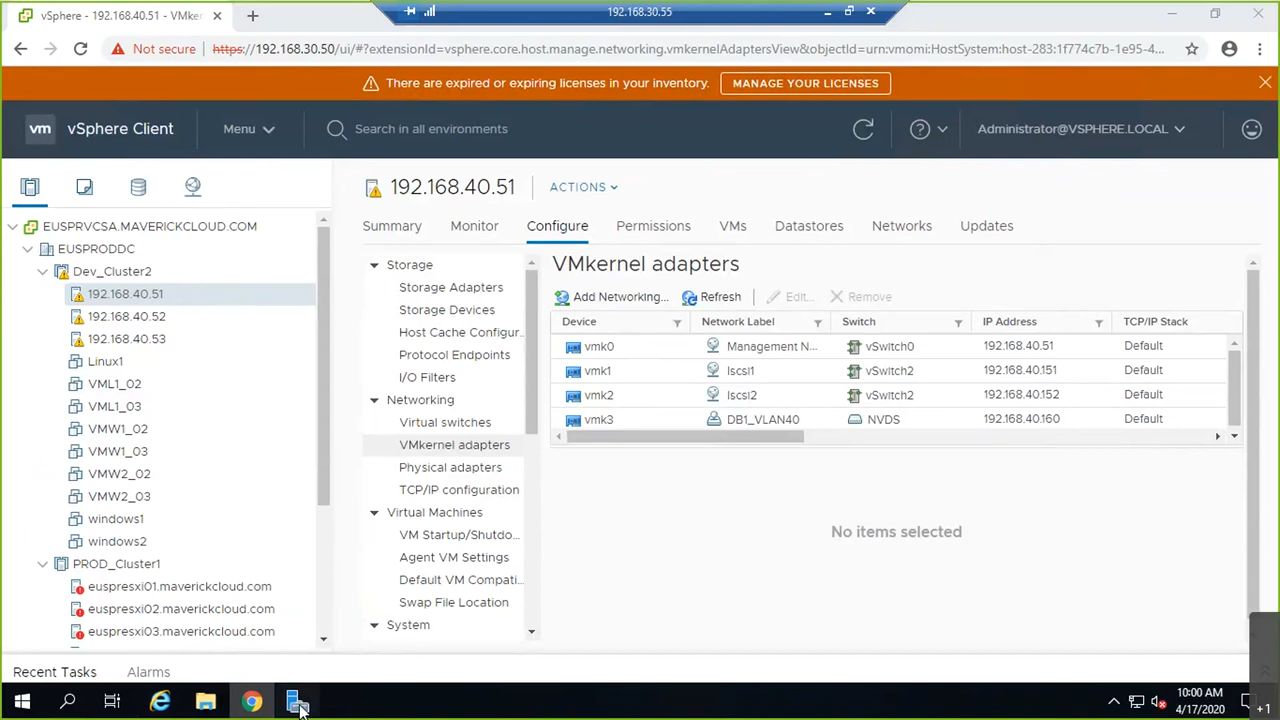 vSphere - 192.168.40.51 - VMker
192.168.30.55
Not secure
https://192.168.30.50/ui/#?extensionId=vsphere.core.host.manage.networking.vmkernelAdaptersView&objectId=urn:vmomi:HostSystem:host-283:1f774c7b-1e95-4...
There are expired or expiring licenses in your inventory.
MANAGE YOUR LICENSES
vm
vSphere Client
Menu
Search in all environments
Administrator@VSPHERE.LOCAL
192.168.40.51
ACTIONS
Summary
Monitor
Configure
Permissions
VMs
Datastores
Networks
Updates
EUSPRVCSA.MAVERICKCLOUD.COM
EUSPRODDC
Dev_Cluster2
192.168.40.51
192.168.40.52
192.168.40.53
Linux1
VML1_02
VML1_03
VMW1_02
VMW1_03
VMW2_02
VMW2_03
windows1
windows2
PROD_Cluster1
euspresxi01.maverickcloud.com
euspresxi02.maverickcloud.com
euspresxi03.maverickcloud.com
Storage
Storage Adapters
Storage Devices
Host Cache Configur...
Protocol Endpoints
I/O Filters
Networking
Virtual switches
VMkernel adapters
Physical adapters
TCP/IP configuration
Virtual Machines
VM Startup/Shutdo...
Agent VM Settings
Default VM Compati...
Swap File Location
System
VMkernel adapters
Add Networking...
Refresh
Edit...
Remove
Device
Network Label
Switch
IP Address
TCP/IP Stack
vmk0
Management N...
vSwitch0
192.168.40.51
Default
vmk1
Iscsi1
vSwitch2
192.168.40.151
Default
vmk2
Iscsi2
vSwitch2
192.168.40.152
Default
vmk3
DB1_VLAN40
NVDS
192.168.40.160
Default
No items selected
Recent Tasks
Alarms
10:00 AM
4/17/2020
+1